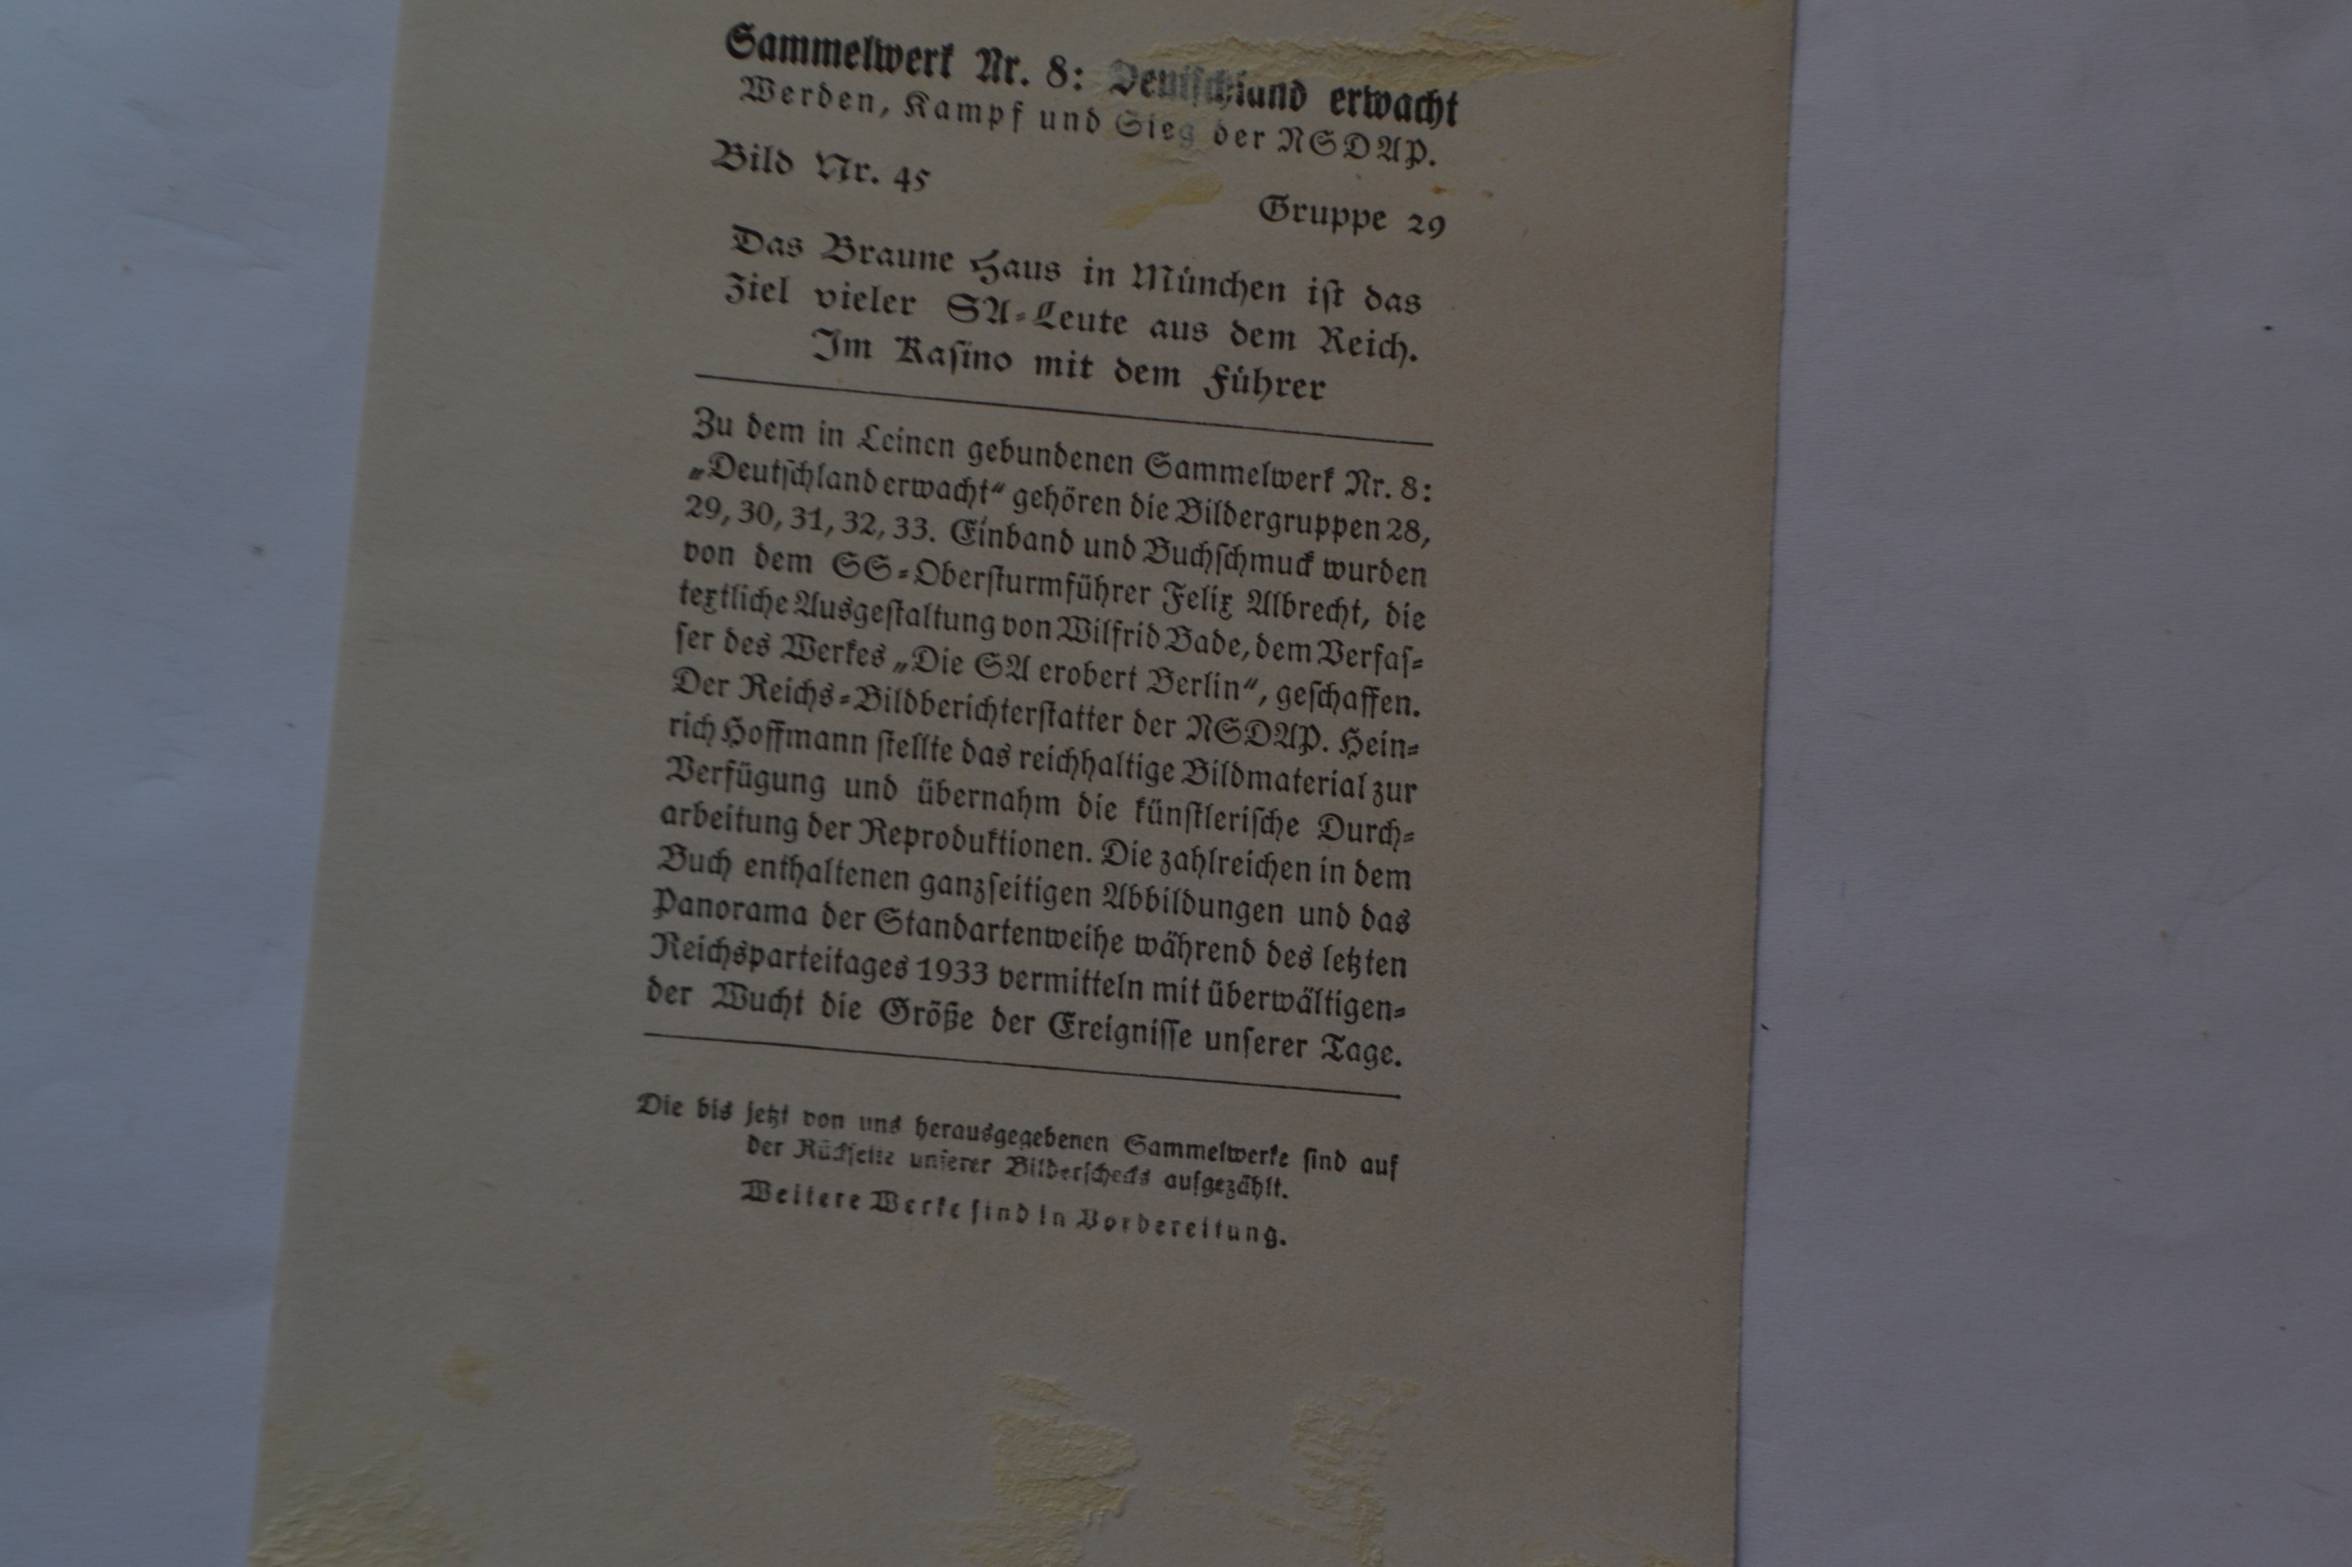 Sammelwerk Nr. 8: Deutschland erwacht
Werden, Kampf und Sieg der NSDAP.
Bild Nr. 45
Gruppe 29
Das Braune Haus in München ist das
Ziel vieler SA-Leute aus dem Reich.
Im Kasino mit dem Führer
Zu dem in Leinen gebundenen Sammelwerk Nr. 8:
„Deutschland erwacht“ gehören die Bildergruppen 28,
29, 30, 31, 32, 33. Einband und Buchschmuck wurden
von dem SS-Obersturmführer Felix Albrecht, die
textliche Ausgestaltung von Wilfrid Bade, dem Verfas-
ser des Werkes „Die SA erobert Berlin“, geschaffen.
Der Reichs-Bildberichterstatter der NSDAP. Hein-
rich Hoffmann stellte das reichhaltige Bildmaterial zur
Verfügung und übernahm die künstlerische Durch-
arbeitung der Reproduktionen. Die zahlreichen in dem
Buch enthaltenen ganzseitigen Abbildungen und das
Panorama der Standartenweihe während des letzten
Reichsparteitages 1933 vermitteln mit überwältigen-
der Wucht die Größe der Ereignisse unserer Tage.
Die bis jetzt von uns herausgegebenen Sammelwerke sind auf
der Rückseite unserer Bilderschecks aufgezählt.
Weitere Werke sind in Vorbereitung.